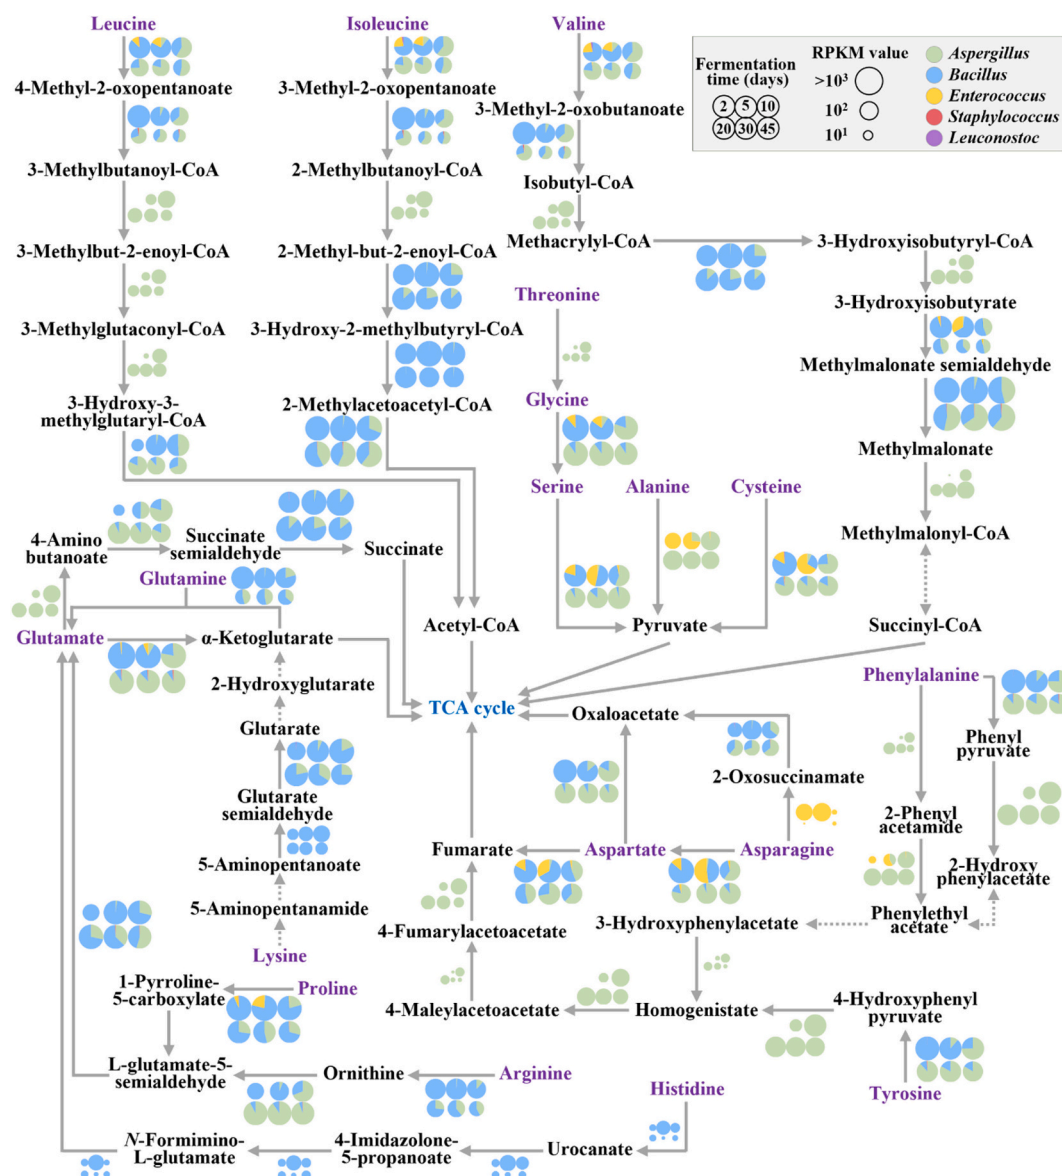 Leucine
Isoleucine
Valine
Fermentation
time (days)
2 5 10
20 30 45
RPKM value
>10³
10²
10¹
Aspergillus
Bacillus
Enterococcus
Staphylococcus
Leuconostoc
4-Methyl-2-oxopentanoate
3-Methyl-2-oxopentanoate
3-Methyl-2-oxobutanoate
3-Methylbutanoyl-CoA
2-Methylbutanoyl-CoA
Isobutyl-CoA
3-Methylbut-2-enoyl-CoA
2-Methyl-but-2-enoyl-CoA
Methacrylyl-CoA
3-Hydroxyisobutyryl-CoA
Threonine
3-Hydroxyisobutyrate
3-Methylglutaconyl-CoA
3-Hydroxy-2-methylbutyryl-CoA
Methylmalonate semialdehyde
3-Hydroxy-3-
methylglutaryl-CoA
2-Methylacetoacetyl-CoA
Glycine
Methylmalonate
Serine
Alanine
Cysteine
Methylmalonyl-CoA
4-Amino
butanoate
Succinate
semialdehyde
Succinate
Glutamine
Glutamate
α-Ketoglutarate
Acetyl-CoA
Pyruvate
Succinyl-CoA
2-Hydroxyglutarate
Phenylalanine
TCA cycle
Oxaloacetate
Glutarate
Phenyl
pyruvate
2-Oxosuccinamate
Glutarate
semialdehyde
2-Phenyl
acetamide
Fumarate
Aspartate
Asparagine
5-Aminopentanoate
2-Hydroxy
phenylacetate
5-Aminopentanamide
4-Fumarylacetoacetate
3-Hydroxyphenylacetate
Phenylethyl
acetate
Lysine
1-Pyrroline-
5-carboxylate
Proline
4-Maleylacetoacetate
Homogenistate
4-Hydroxyphenyl
pyruvate
L-glutamate-5-
semialdehyde
Ornithine
Arginine
Histidine
Tyrosine
N-Formimino-
L-glutamate
4-Imidazolone-
5-propanoate
Urocanate